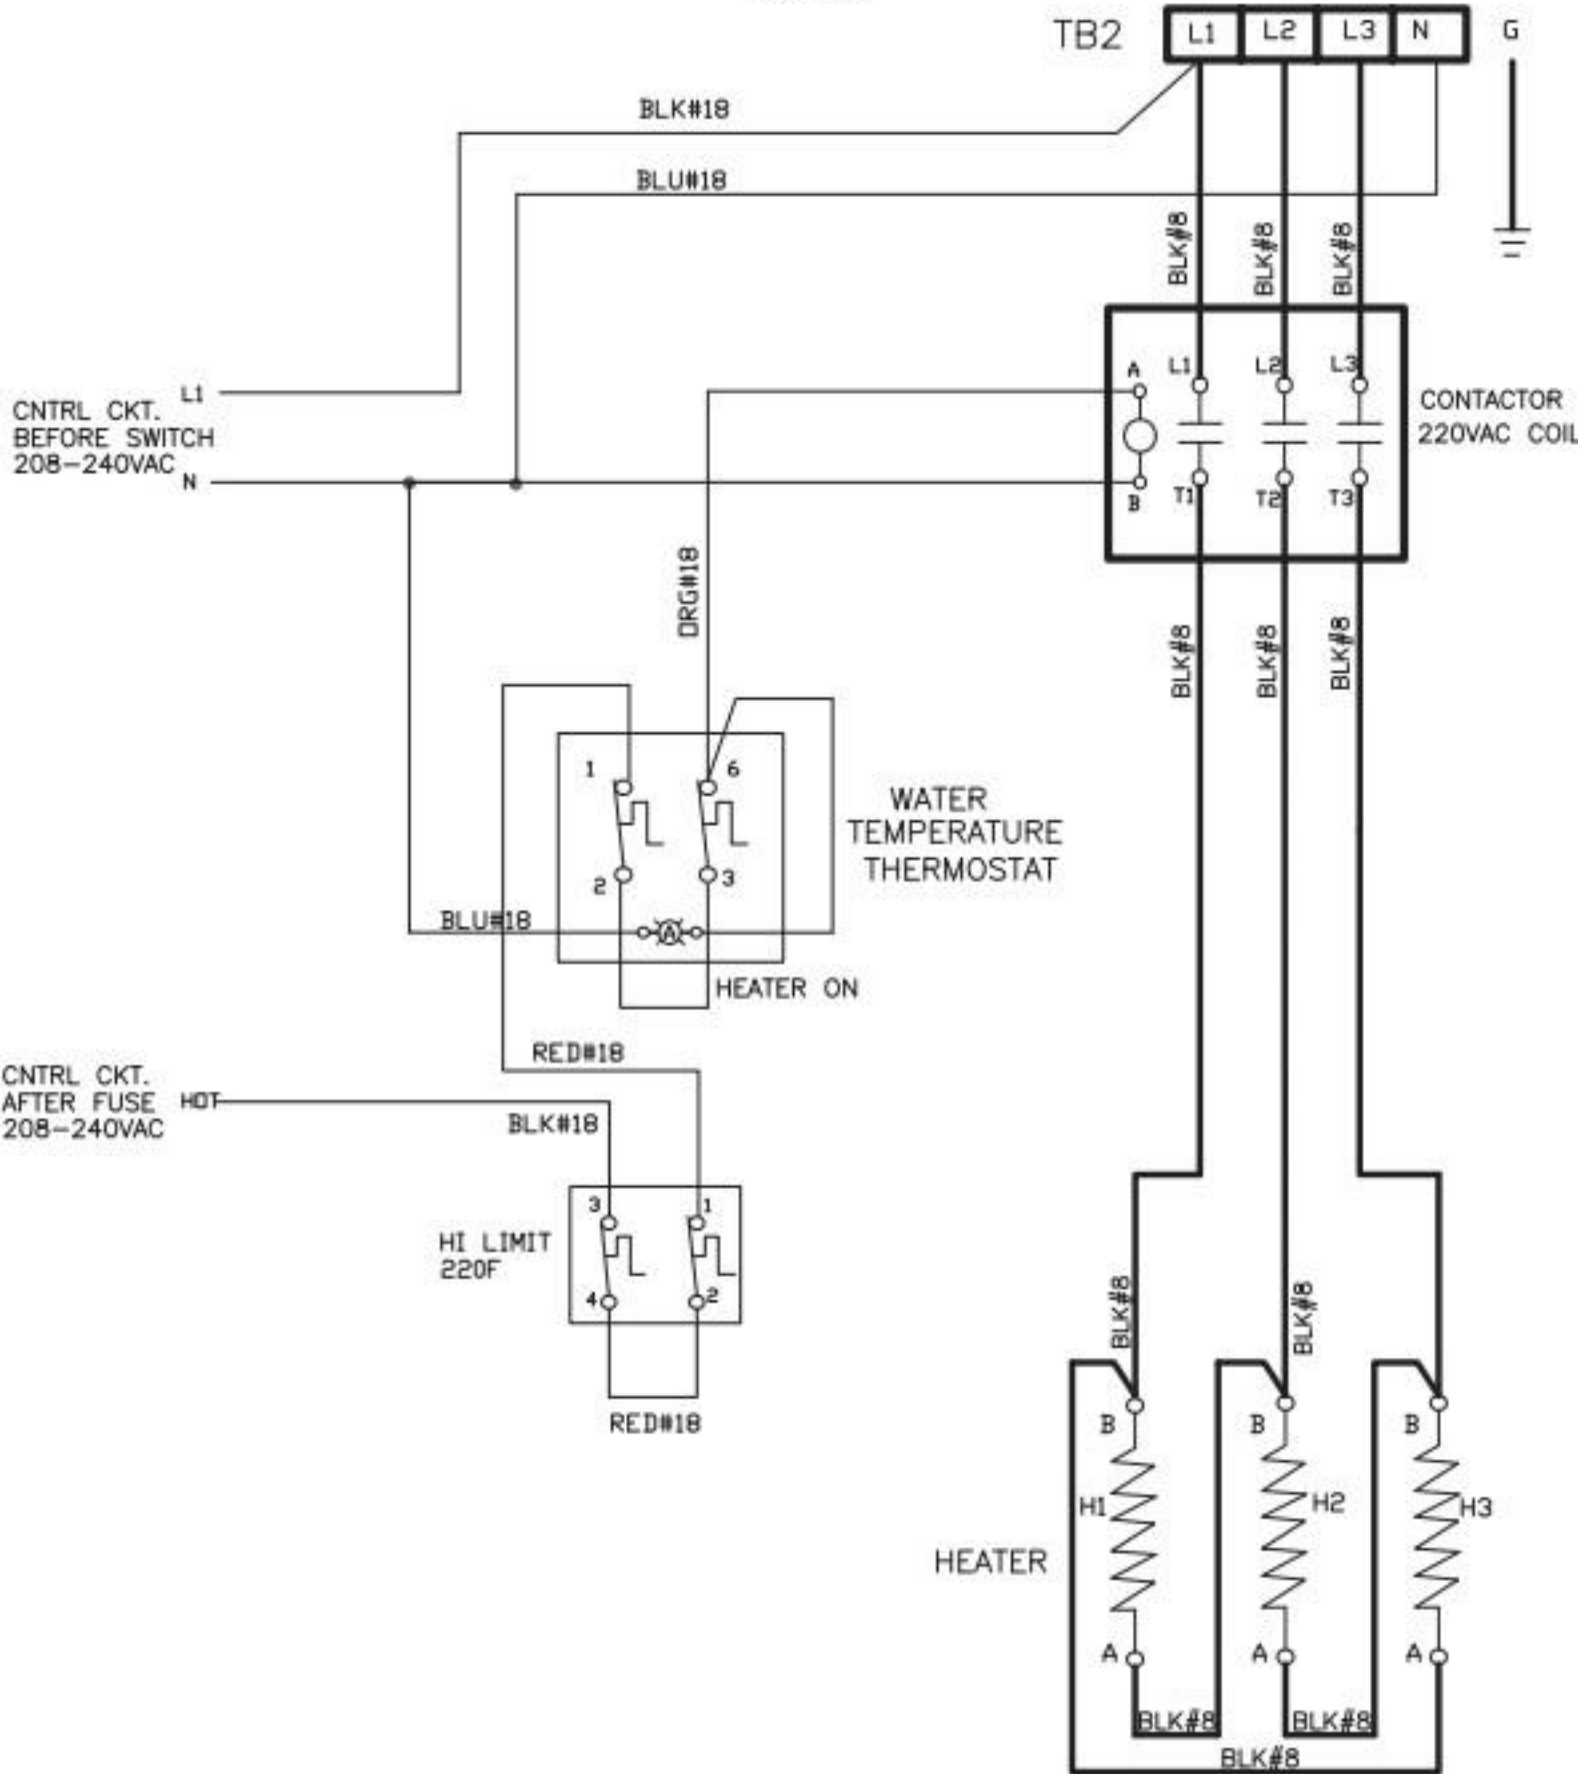 TB2 L1 L2 L3 N G
BLK#18
BLU#18
BLK#8 BLK#8 BLK#8
CNTRL CKT.
BEFORE SWITCH
208-240VAC
L1
N
A L1 L2 L3
B T1 T2 T3
CONTACTOR
220VAC COIL
ORG#18
BLK#8 BLK#8 BLK#8
1 6
2 3
A
WATER
TEMPERATURE
THERMOSTAT
BLU#18
HEATER ON
RED#18
CNTRL CKT.
AFTER FUSE HOT
208-240VAC
BLK#18
3 1
4 2
HI LIMIT
220F
RED#18
BLK#8 BLK#8
B B B
H1 H2 H3
HEATER
A A A
BLK#8 BLK#8
BLK#8